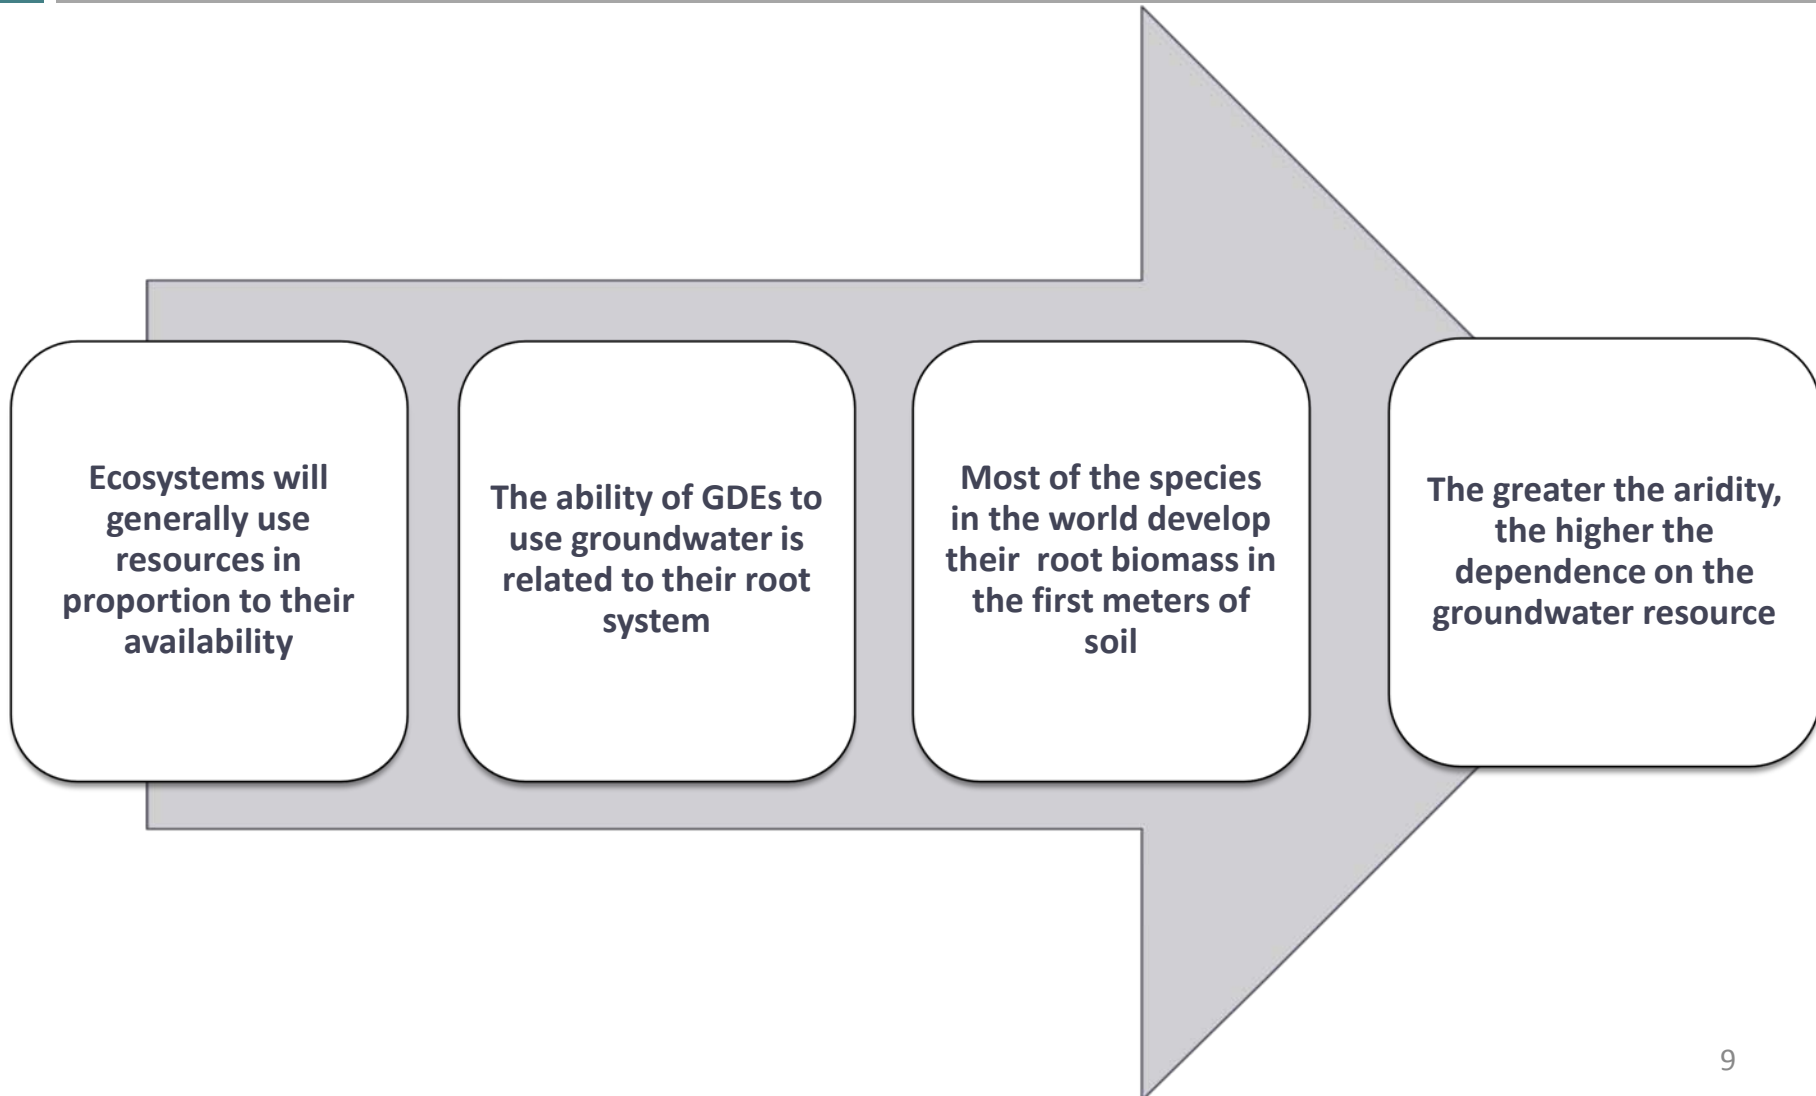 Ecosystems will
generally use
resources in
proportion to their
availability
The ability of GDEs to
use groundwater is
related to their root
system
Most of the species
in the world develop
their  root biomass in
the first meters of
soil
The greater the aridity,
the higher the
dependence on the
groundwater resource
9